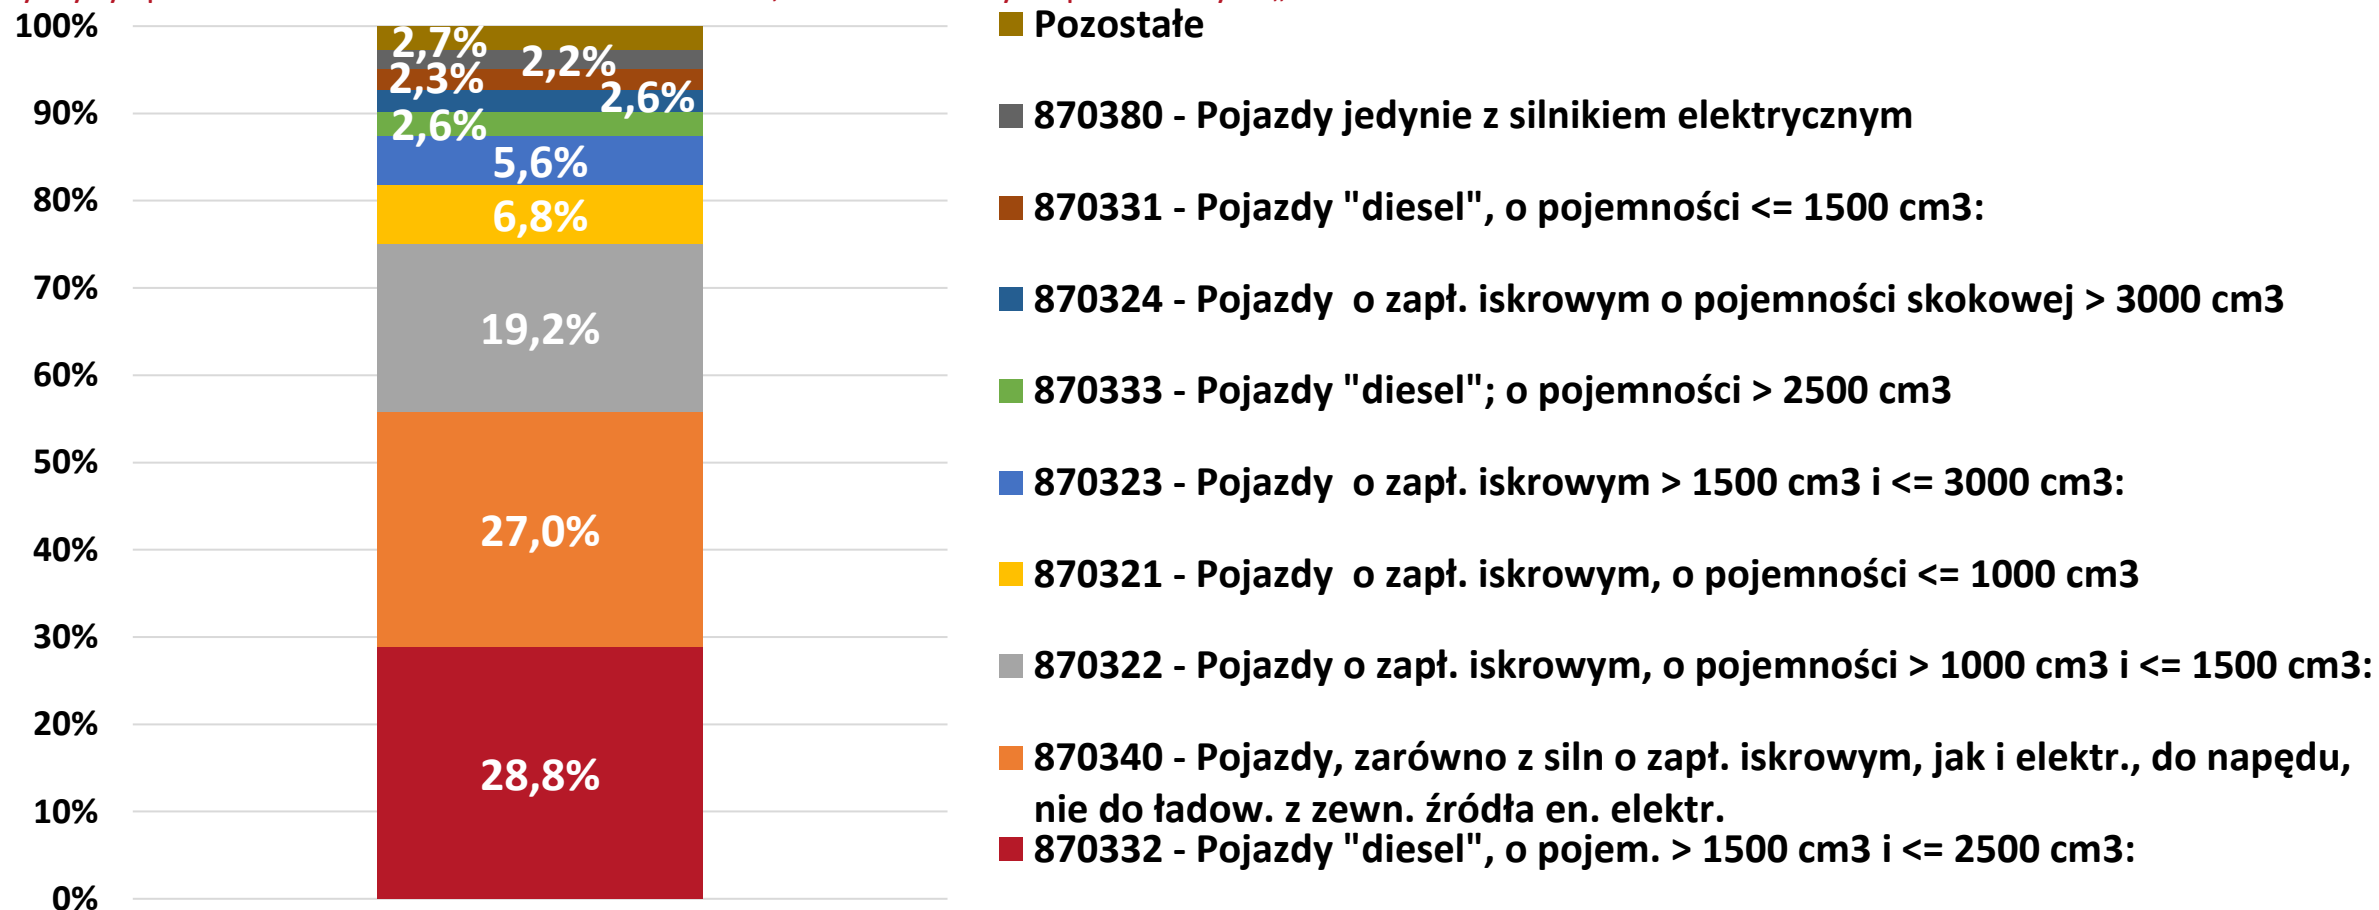 100%
90%
80%
70%
60%
50%
40%
30%
20%
10%
0%
2,7%
2,2%
2,3%
2,6%
2,6%
5,6%
6,8%
19,2%
27,0%
28,8%
Pozostałe
870380 - Pojazdy jedynie z silnikiem elektrycznym
870331 - Pojazdy "diesel", o pojemności <= 1500 cm3:
870324 - Pojazdy  o zapł. iskrowym o pojemności skokowej > 3000 cm3
870333 - Pojazdy "diesel"; o pojemności > 2500 cm3
870323 - Pojazdy  o zapł. iskrowym > 1500 cm3 i <= 3000 cm3:
870321 - Pojazdy  o zapł. iskrowym, o pojemności <= 1000 cm3
870322 - Pojazdy o zapł. iskrowym, o pojemności > 1000 cm3 i <= 1500 cm3:
870340 - Pojazdy, zarówno z siln o zapł. iskrowym, jak i elektr., do napędu,
nie do ładow. z zewn. źródła en. elektr.
870332 - Pojazdy "diesel", o pojem. > 1500 cm3 i <= 2500 cm3: